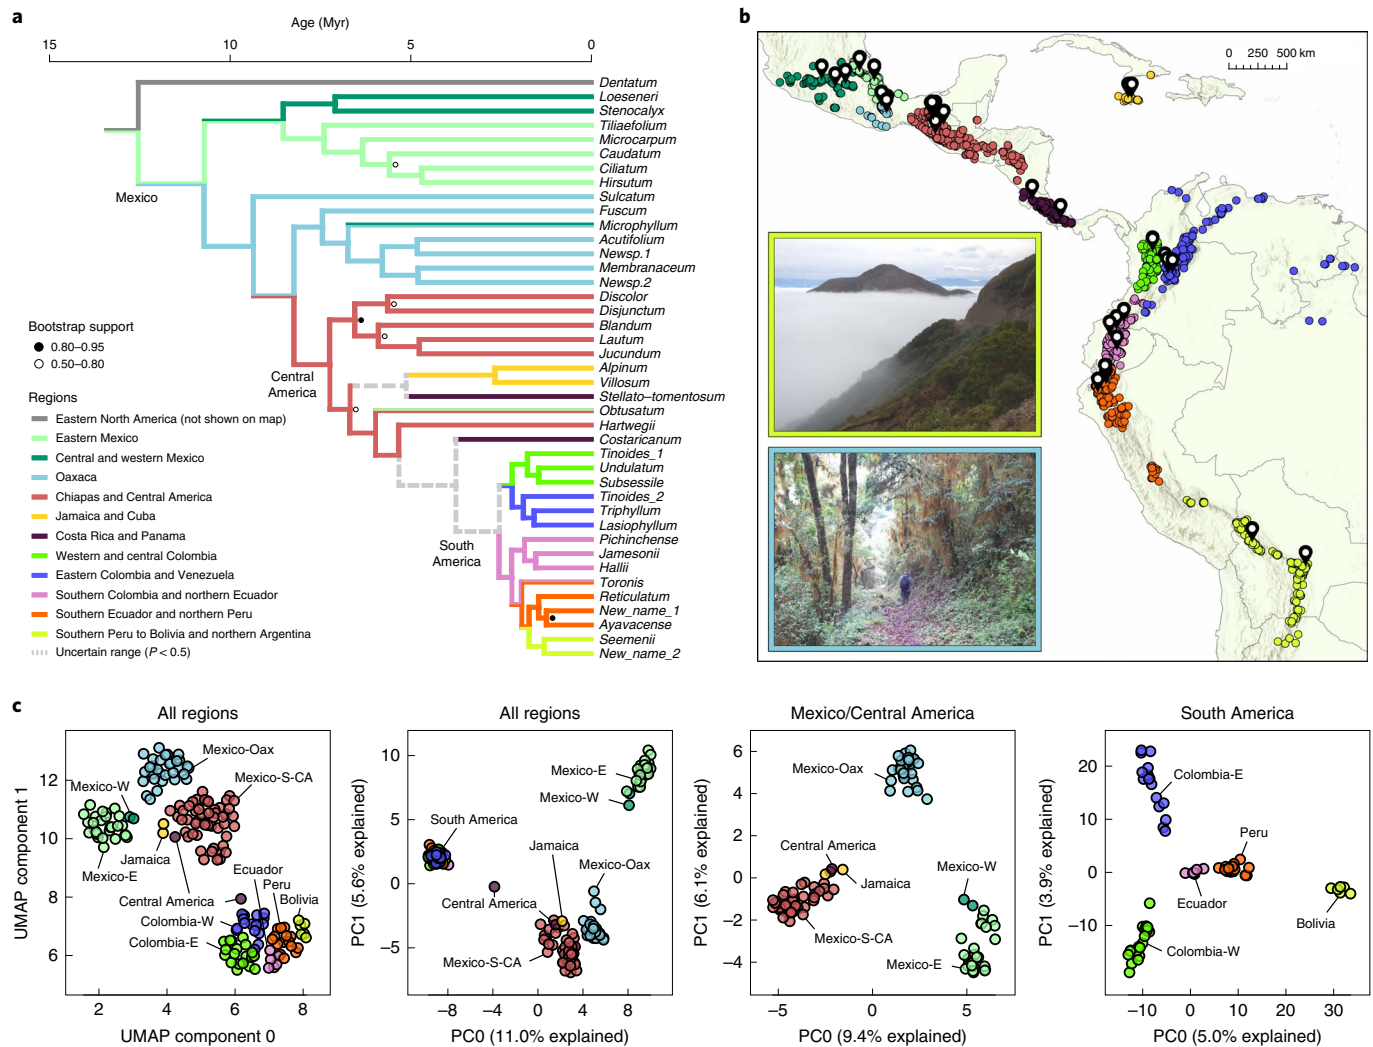 a
Age (Myr)
15
10
5
0
Dentatum
Loeseneri
Stenocalyx
Tiliaefolium
Microcarpum
Caudatum
Ciliatum
Hirsutum
Sulcatum
Fuscum
Microphyllum
Acutifolium
Newsp.1
Membranaceum
Newsp.2
Discolor
Disjunctum
Blandum
Lautum
Jucundum
Alpinum
Villosum
Stellato–tomentosum
Obtusatum
Hartwegii
Costaricanum
Tinoides_1
Undulatum
Subsessile
Tinoides_2
Triphyllum
Lasiophyllum
Pichinchense
Jamesonii
Hallii
Toronis
Reticulatum
New_name_1
Ayavacense
Seemenii
New_name_2
Mexico
Central
America
South
America
Bootstrap support
0.80–0.95
0.50–0.80
Regions
Eastern North America (not shown on map)
Eastern Mexico
Central and western Mexico
Oaxaca
Chiapas and Central America
Jamaica and Cuba
Costa Rica and Panama
Western and central Colombia
Eastern Colombia and Venezuela
Southern Colombia and northern Ecuador
Southern Ecuador and northern Peru
Southern Peru to Bolivia and northern Argentina
Uncertain range (P < 0.5)
b
0 250 500 km
c
All regions
UMAP component 1
12
10
8
6
2
4
6
8
UMAP component 0
Mexico-Oax
Mexico-W
Mexico-S-CA
Jamaica
Mexico-E
Ecuador
Peru
Central America
Bolivia
Colombia-W
Colombia-E
All regions
PC1 (5.6% explained)
10
5
0
−5
−8
−4
0
4
8
PC0 (11.0% explained)
Mexico-E
Mexico-W
South America
Jamaica
Mexico-Oax
Central America
Mexico-S-CA
Mexico/Central America
PC1 (6.1% explained)
6
4
2
0
−2
−4
−5
0
5
PC0 (9.4% explained)
Mexico-Oax
Central America
Mexico-W
Jamaica
Mexico-S-CA
Mexico-E
South America
PC1 (3.9% explained)
20
10
0
−10
−10
0
10
20
30
PC0 (5.0% explained)
Colombia-E
Peru
Ecuador
Bolivia
Colombia-W